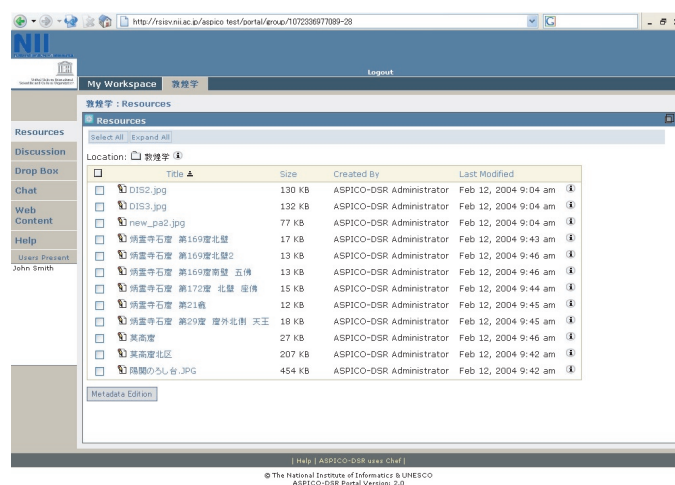 http://rsisv.nii.ac.jp/aspico test/portal/group/1072336977089-28
G
NII
Logout
My Workspace 敦煌学
敦煌学 : Resources
Resources
Select All Expand All
Location: 敦煌学
Title Size Created By Last Modified
DIS2.jpg 130 KB ASPICO-DSR Administrator Feb 12, 2004 9:04 am
DIS3.jpg 132 KB ASPICO-DSR Administrator Feb 12, 2004 9:04 am
new_pa2.jpg 77 KB ASPICO-DSR Administrator Feb 12, 2004 9:04 am
炳霊寺石窟 第169窟北壁 17 KB ASPICO-DSR Administrator Feb 12, 2004 9:43 am
炳霊寺石窟 第169窟北壁2 13 KB ASPICO-DSR Administrator Feb 12, 2004 9:46 am
炳霊寺石窟 第169窟南壁 五佛 13 KB ASPICO-DSR Administrator Feb 12, 2004 9:46 am
炳霊寺石窟 第172窟 北壁 座佛 15 KB ASPICO-DSR Administrator Feb 12, 2004 9:44 am
炳霊寺石窟 第21龕 12 KB ASPICO-DSR Administrator Feb 12, 2004 9:45 am
炳霊寺石窟 第29窟 窟外北側 天王 18 KB ASPICO-DSR Administrator Feb 12, 2004 9:45 am
莫高窟 27 KB ASPICO-DSR Administrator Feb 12, 2004 9:46 am
莫高窟北区 207 KB ASPICO-DSR Administrator Feb 12, 2004 9:42 am
陽関のろし台.JPG 454 KB ASPICO-DSR Administrator Feb 12, 2004 9:42 am
Metadata Edition
Resources
Discussion
Drop Box
Chat
Web
Content
Help
Users Present
John Smith
| Help | ASPICO-DSR uses Chef |
© The National Institute of Informatics & UNESCO
ASPICO-DSR Portal Version: 2.0